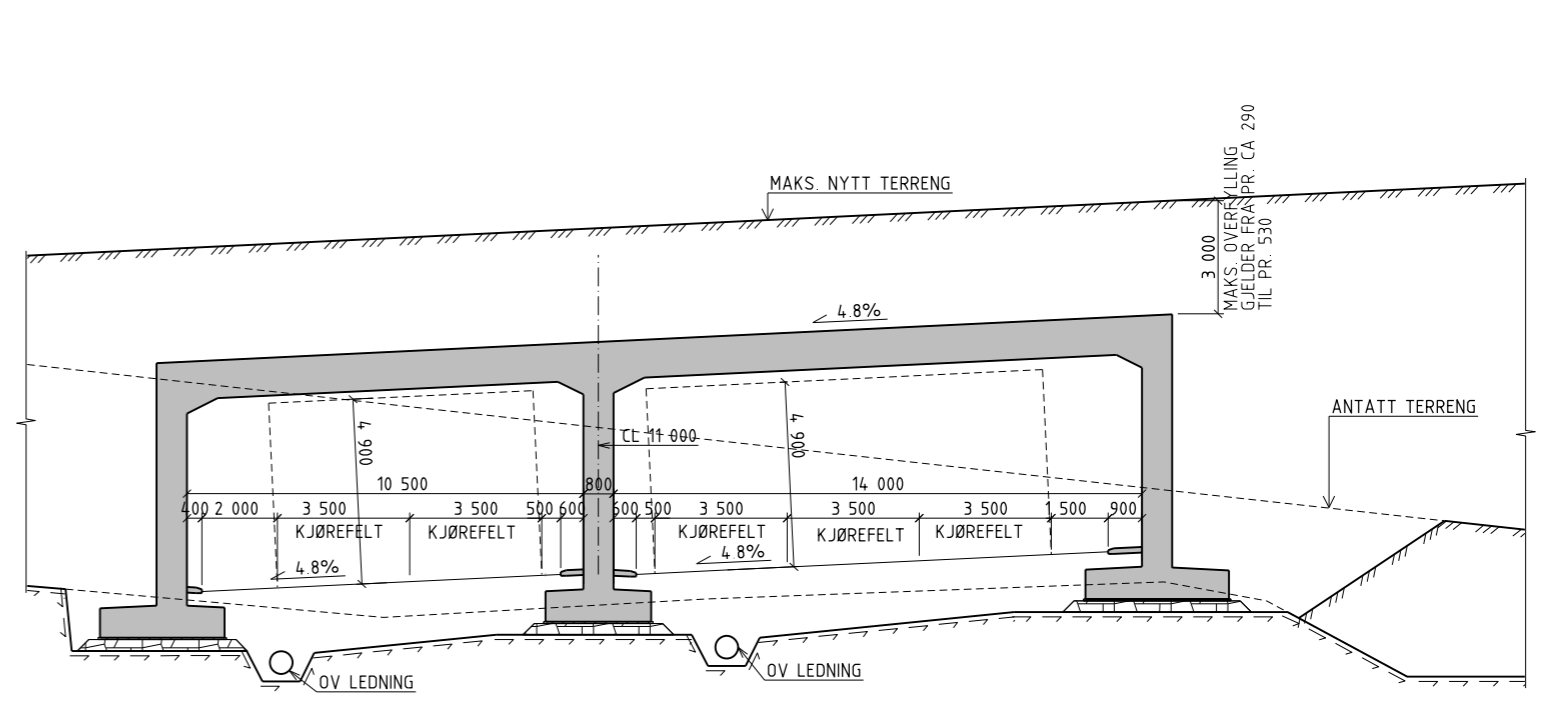 MAKS. NYTT TERRENG
3 000
MAKS. OVERFYLLING
GJELDER FRA PR. CA 290
TIL PR. 530
4.8%
ANTATT TERRENG
4 900
CL 11 000
4 900
10 500
800
14 000
400
2 000
3 500
3 500
500
600
600
500
3 500
3 500
3 500
1 500
900
KJØREFELT
KJØREFELT
KJØREFELT
KJØREFELT
KJØREFELT
4.8%
4.8%
OV LEDNING
OV LEDNING